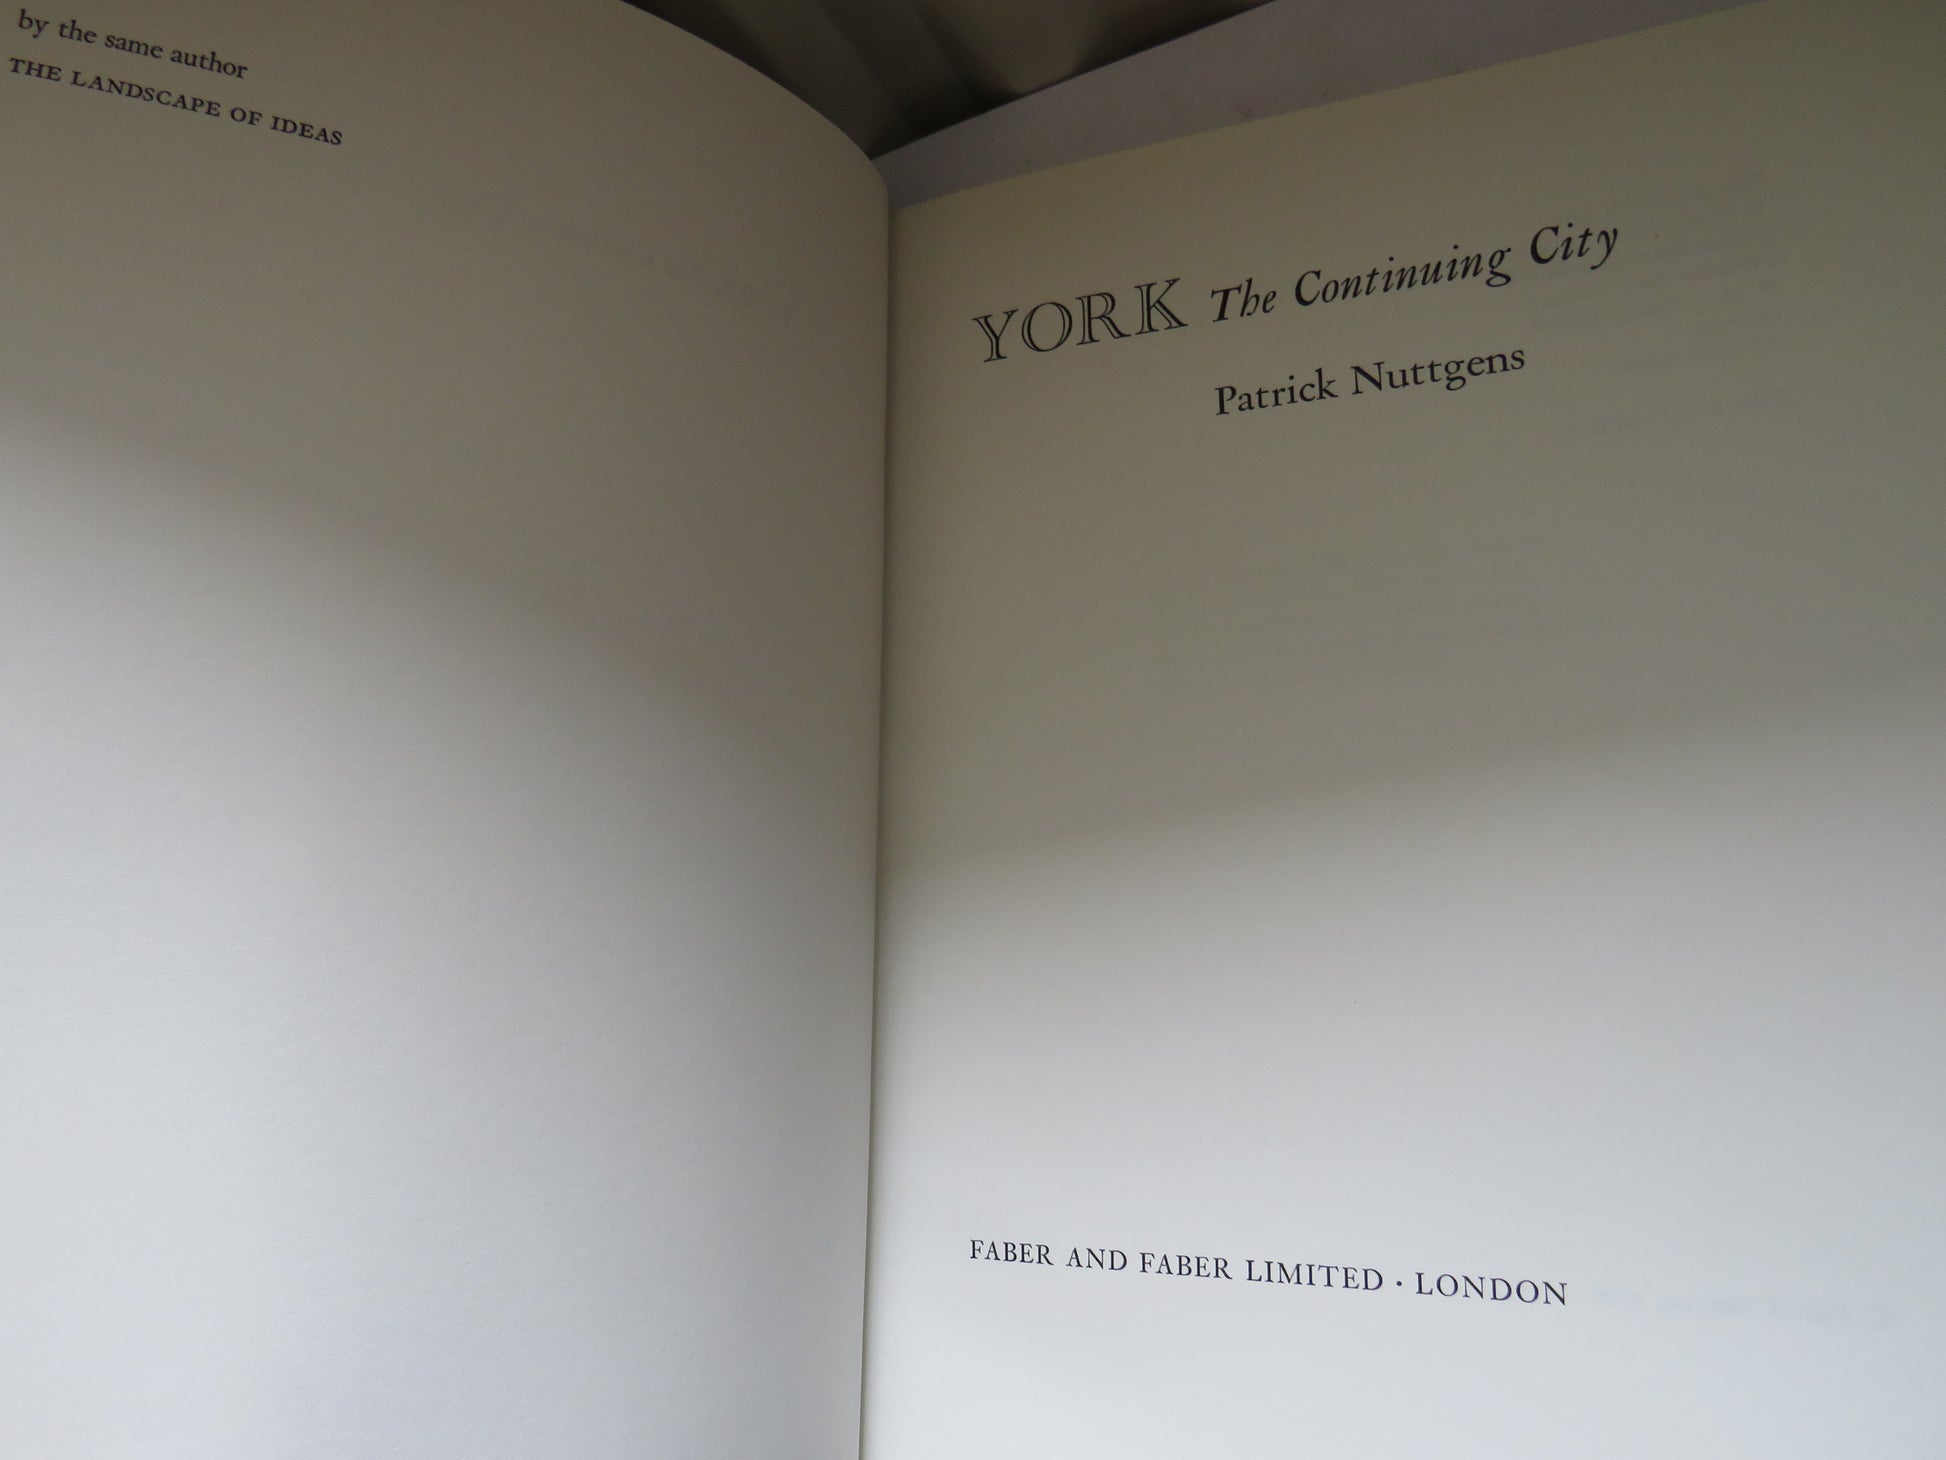 by the same author
THE LANDSCAPE OF IDEAS
YORK The Continuing City
Patrick Nuttgens
FABER AND FABER LIMITED · LONDON